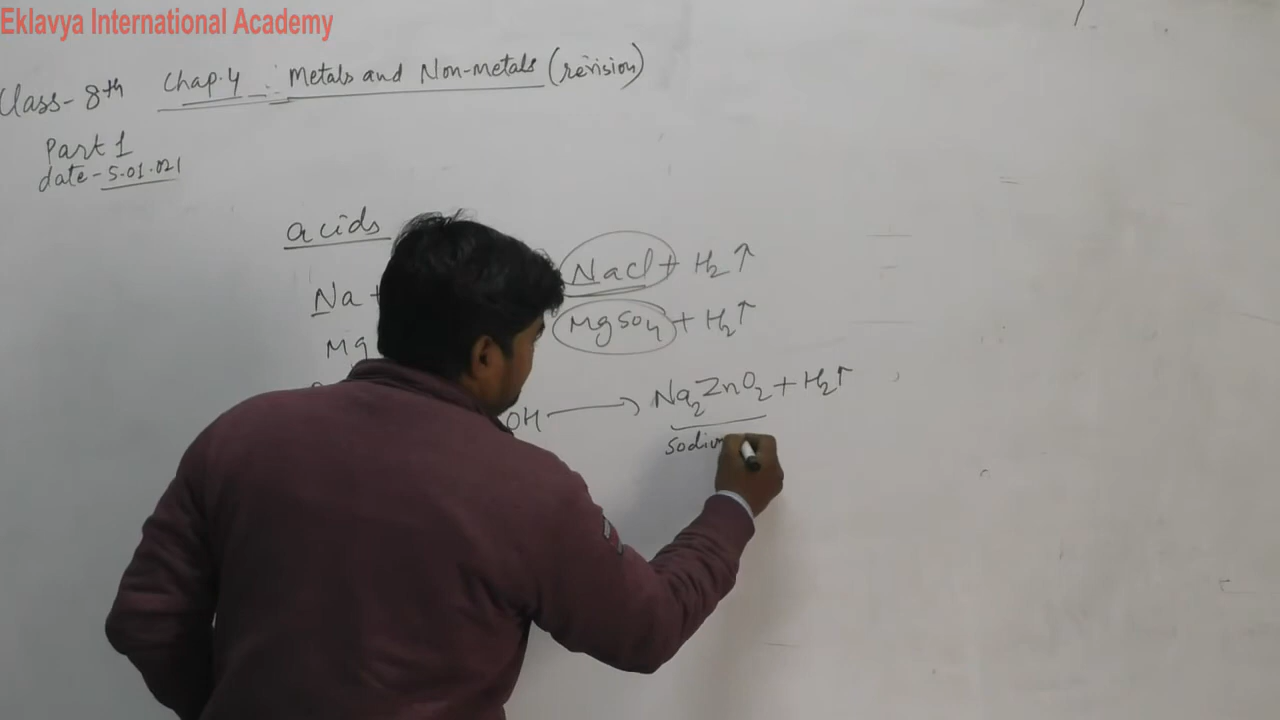 Eklavya International Academy
Class- 8th Chap.4 :- Metals and Non-metals (revision)
Part 1
date- 5.01.021
acids
Na + NaCl + H2↑
Mg MgSO4 + H2↑
OH ⟶ Na2ZnO2 + H2↑
sodium